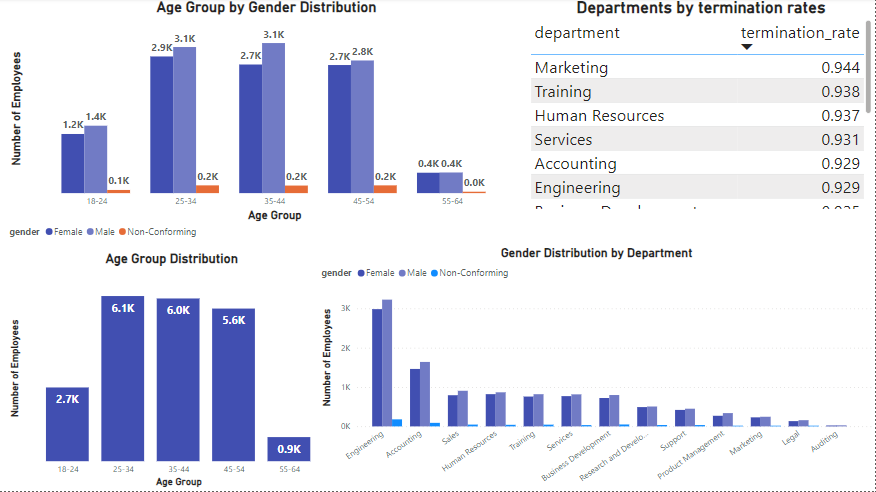 Age Group by Gender Distribution
Number of Employees
1.2K 1.4K 0.1K
2.9K 3.1K 0.2K
2.7K 3.1K 0.2K
2.7K 2.8K 0.2K
0.4K 0.4K 0.0K
18-24 25-34 35-44 45-54 55-64
Age Group
gender Female Male Non-Conforming
Departments by termination rates
department termination_rate
Marketing 0.944
Training 0.938
Human Resources 0.937
Services 0.931
Accounting 0.929
Engineering 0.929
Age Group Distribution
Number of Employees
2.7K 6.1K 6.0K 5.6K 0.9K
18-24 25-34 35-44 45-54 55-64
Age Group
Gender Distribution by Department
gender Female Male Non-Conforming
Number of Employees
3K
2K
1K
0K
Engineering
Accounting
Sales
Human Resources
Training
Services
Business Development
Research and Develo...
Support
Product Management
Marketing
Legal
Auditing